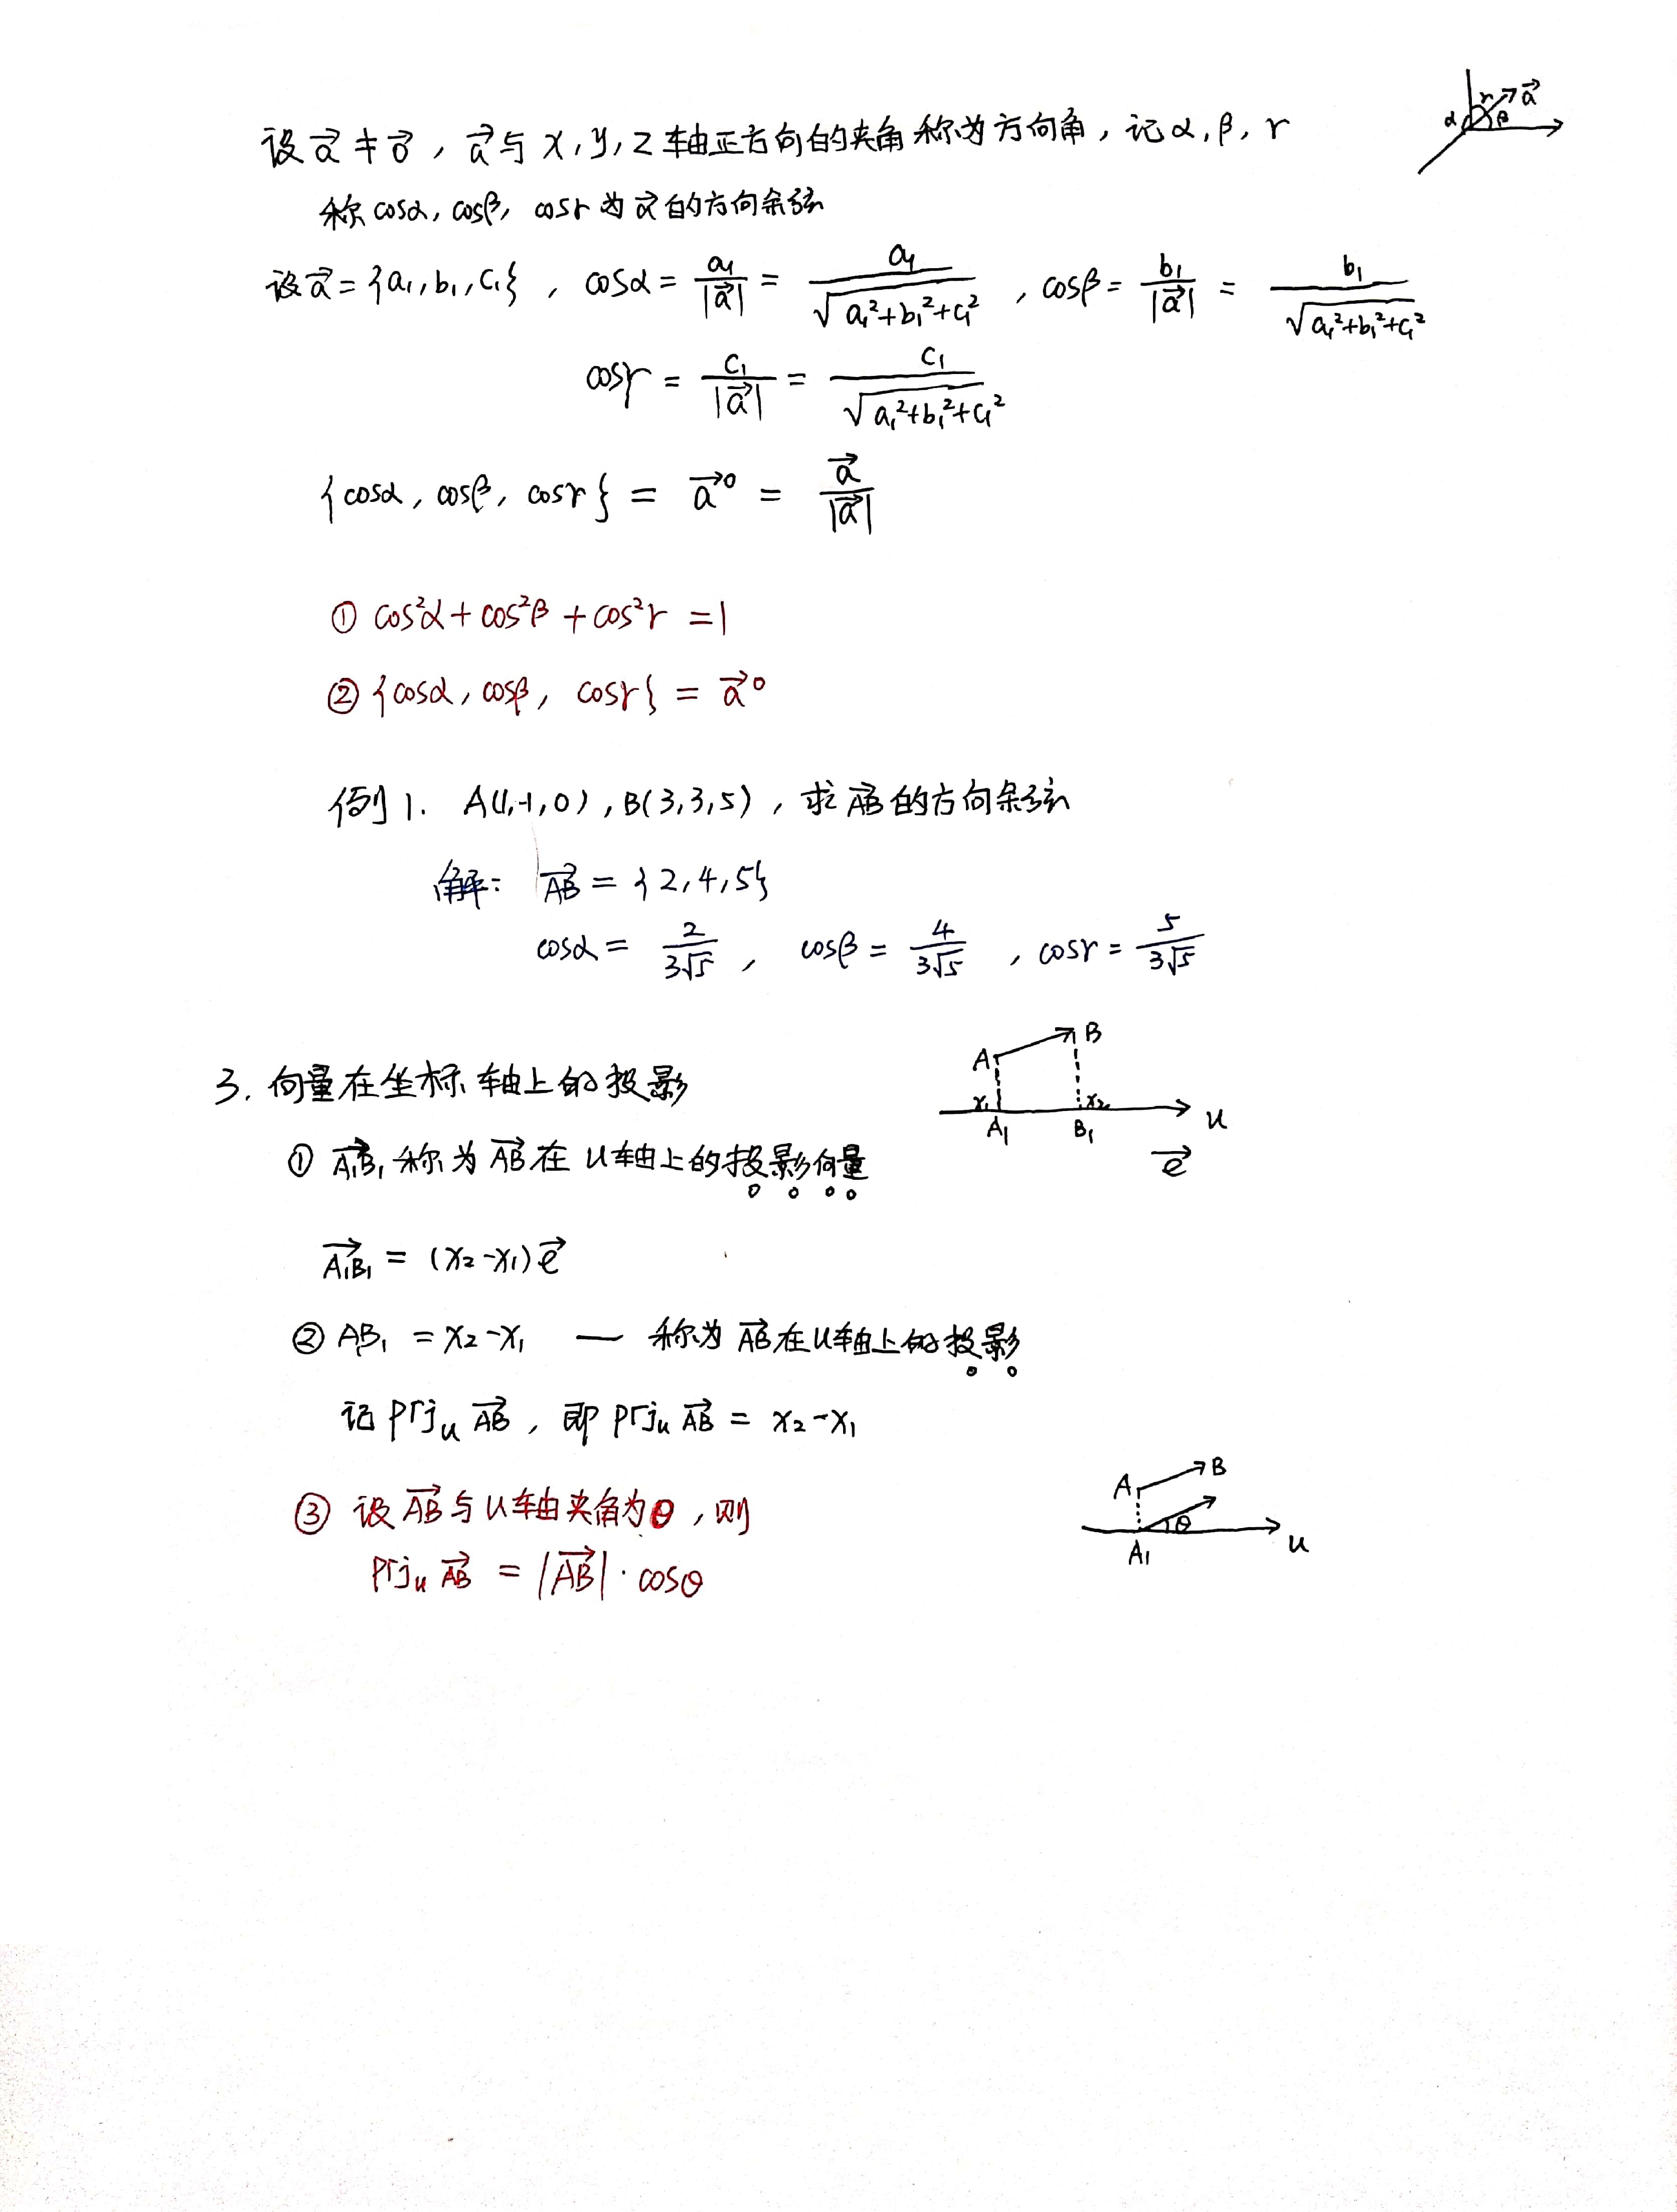 设 $\vec{a} \neq \vec{0}$ , $\vec{a}$ 与 x, y, z 轴正方向的夹角称为方向角, 记 α, β, γ
称 cosα, cosβ, cosγ 为 $\vec{a}$ 的方向余弦
设 $\vec{a} = \{a_1, b_1, c_1\}$ , $\cos\alpha = \frac{a_1}{|\vec{a}|} = \frac{a_1}{\sqrt{a_1^2+b_1^2+c_1^2}}$ , $\cos\beta = \frac{b_1}{|\vec{a}|} = \frac{b_1}{\sqrt{a_1^2+b_1^2+c_1^2}}$
$\cos\gamma = \frac{c_1}{|\vec{a}|} = \frac{c_1}{\sqrt{a_1^2+b_1^2+c_1^2}}$
$\{\cos\alpha, \cos\beta, \cos\gamma\} = \vec{a}^0 = \frac{\vec{a}}{|\vec{a}|}$
α γ β $\vec{a}$
① $\cos^2\alpha + \cos^2\beta + \cos^2\gamma = 1$
② $\{\cos\alpha, \cos\beta, \cos\gamma\} = \vec{a}^0$
例1. A(1,-1,0) , B(3,3,5) , 求 $\vec{AB}$ 的方向余弦
解: $\vec{AB} = \{2,4,5\}$
$\cos\alpha = \frac{2}{3\sqrt{5}}$ , $\cos\beta = \frac{4}{3\sqrt{5}}$ , $\cos\gamma = \frac{5}{3\sqrt{5}}$
3. 向量在坐标轴上的投影
A B
$x_1$ $x_2$
$A_1$ $B_1$ u
$\vec{e}$
① $\vec{A_1B_1}$ 称为 $\vec{AB}$ 在 u轴上的投影向量
$\vec{A_1B_1} = (x_2-x_1)\vec{e}$
② $AB_1 = x_2-x_1$ — 称为 $\vec{AB}$ 在u轴上的投影
记 $Prj_u \vec{AB}$ , 即 $Prj_u \vec{AB} = x_2-x_1$
③ 设 $\vec{AB}$ 与 u轴夹角为θ , 则
$Prj_u \vec{AB} = |\vec{AB}| \cdot \cos\theta$
A B
θ
$A_1$ u